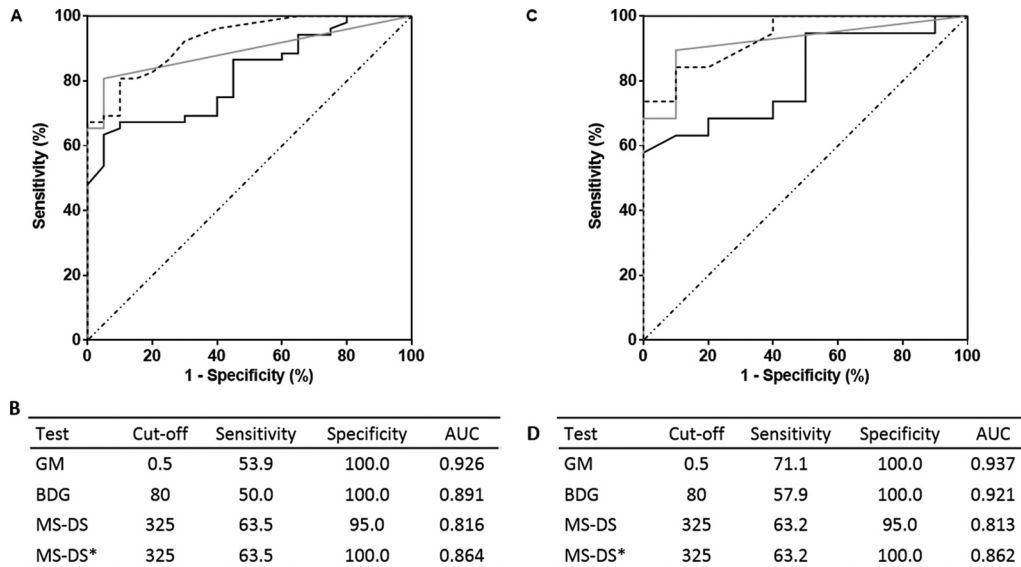 A
100
80
60
40
20
0
Sensitivity (%)
0 20 40 60 80 100
1 - Specificity (%)
C
100
80
60
40
20
0
Sensitivity (%)
0 20 40 60 80 100
1 - Specificity (%)
B
Test Cut-off Sensitivity Specificity AUC
GM 0.5 53.9 100.0 0.926
BDG 80 50.0 100.0 0.891
MS-DS 325 63.5 95.0 0.816
MS-DS* 325 63.5 100.0 0.864
D
Test Cut-off Sensitivity Specificity AUC
GM 0.5 71.1 100.0 0.937
BDG 80 57.9 100.0 0.921
MS-DS 325 63.2 95.0 0.813
MS-DS* 325 63.2 100.0 0.862